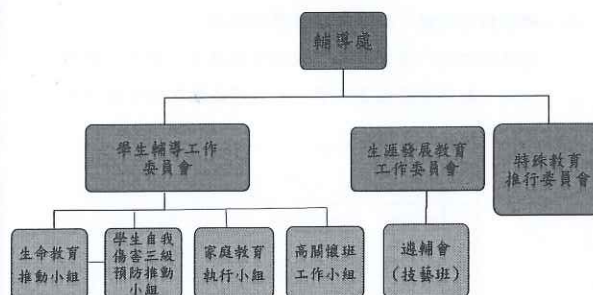 輔導處
學生輔導工作
委員會
生涯發展教育
工作委員會
特殊教育
推行委員會
生命教育
推動小組
學生自我
傷害三級
預防推動
小組
家庭教育
執行小組
高關懷班
工作小組
遴輔會
(技藝班)